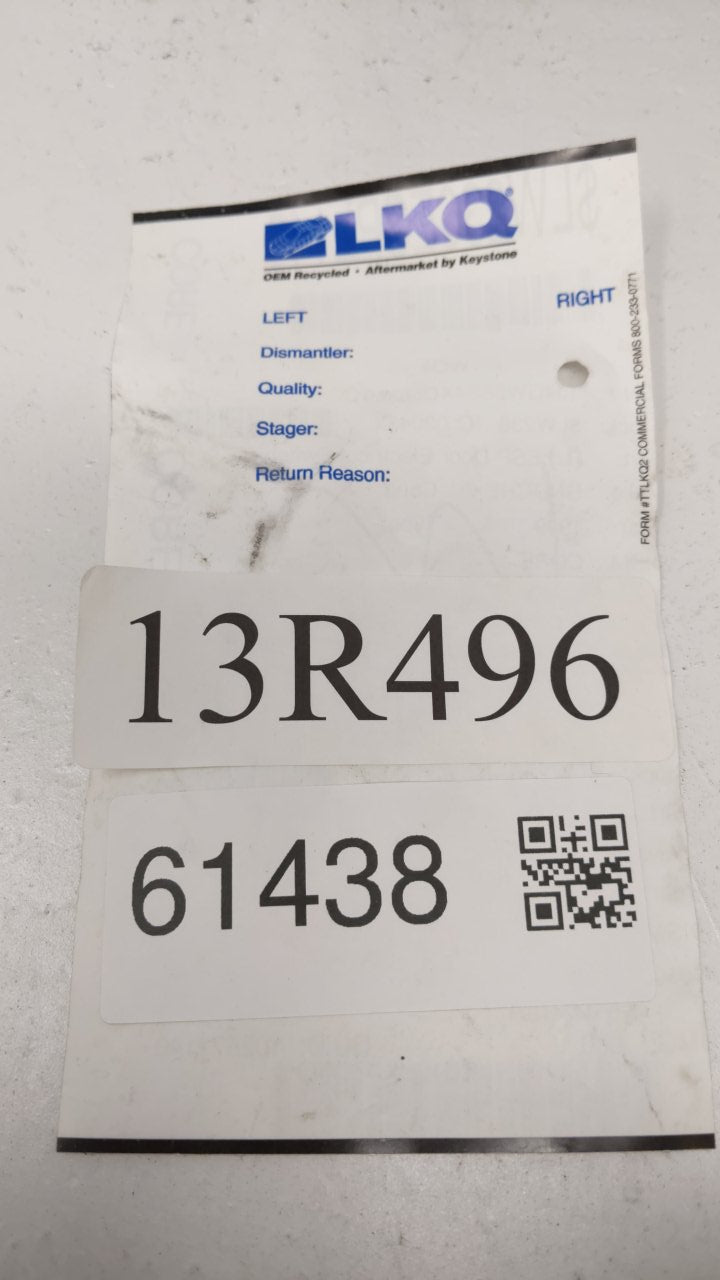 LKQ®
OEM Recycled • Aftermarket by Keystone
LEFT RIGHT
Dismantler:
Quality:
Stager:
Return Reason:
FORM #TTLKQ2 COMMERCIAL FORMS 800-233-0771
13R496
61438